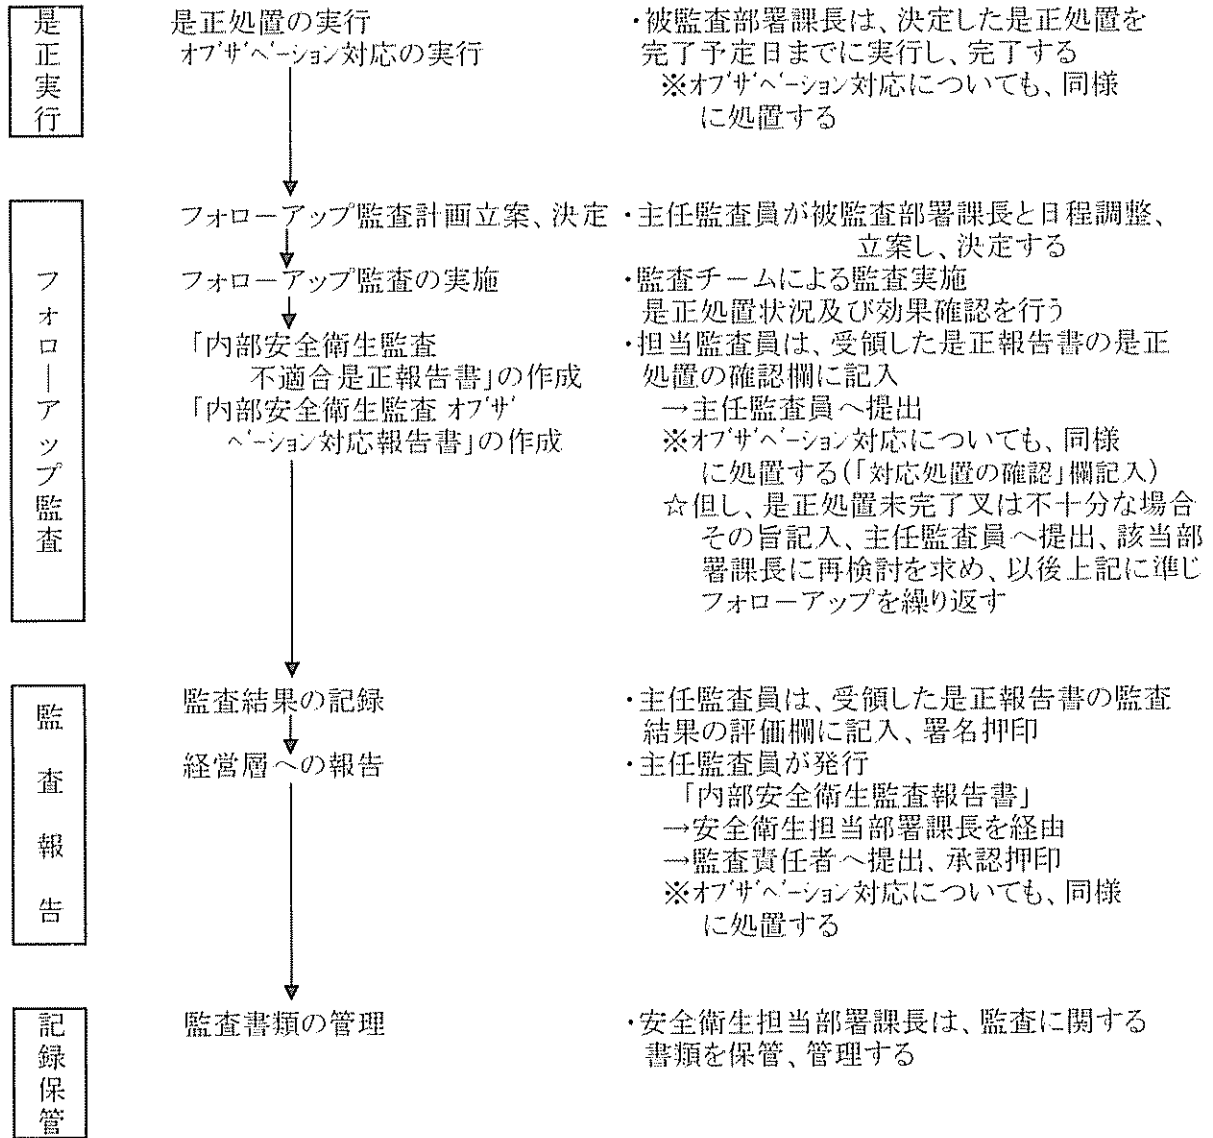 是正実行
是正処置の実行
オブザベーション対応の実行
・被監査部署課長は、決定した是正処置を
完了予定日までに実行し、完了する
※オブザベーション対応についても、同様
に処置する
フォローアップ監査
フォローアップ監査計画立案、決定
・主任監査員が被監査部署課長と日程調整、
立案し、決定する
フォローアップ監査の実施
・監査チームによる監査実施
是正処置状況及び効果確認を行う
「内部安全衛生監査
不適合是正報告書」の作成
「内部安全衛生監査 オブザ
ベーション対応報告書」の作成
・担当監査員は、受領した是正報告書の是正
処置の確認欄に記入
→主任監査員へ提出
※オブザベーション対応についても、同様
に処置する(「対応処置の確認」欄記入)
☆但し、是正処置未完了又は不十分な場合
その旨記入、主任監査員へ提出、該当部
署課長に再検討を求め、以後上記に準じ
フォローアップを繰り返す
監査報告
監査結果の記録
・主任監査員は、受領した是正報告書の監査
結果の評価欄に記入、署名押印
経営層への報告
・主任監査員が発行
「内部安全衛生監査報告書」
→安全衛生担当部署課長を経由
→監査責任者へ提出、承認押印
※オブザベーション対応についても、同様
に処置する
記録保管
監査書類の管理
・安全衛生担当部署課長は、監査に関する
書類を保管、管理する